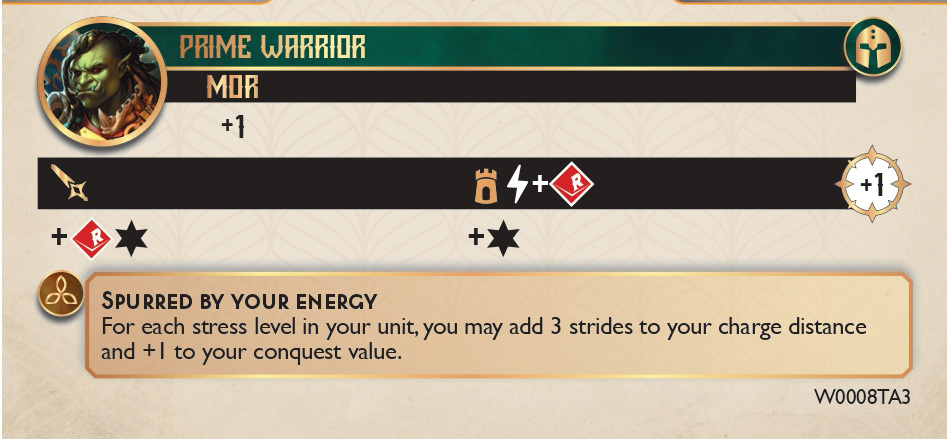 PRIME WARRIOR
MOR
+1
+ R +1
+ R +
SPURRED BY YOUR ENERGY
For each stress level in your unit, you may add 3 strides to your charge distance
and +1 to your conquest value.
W0008TA3